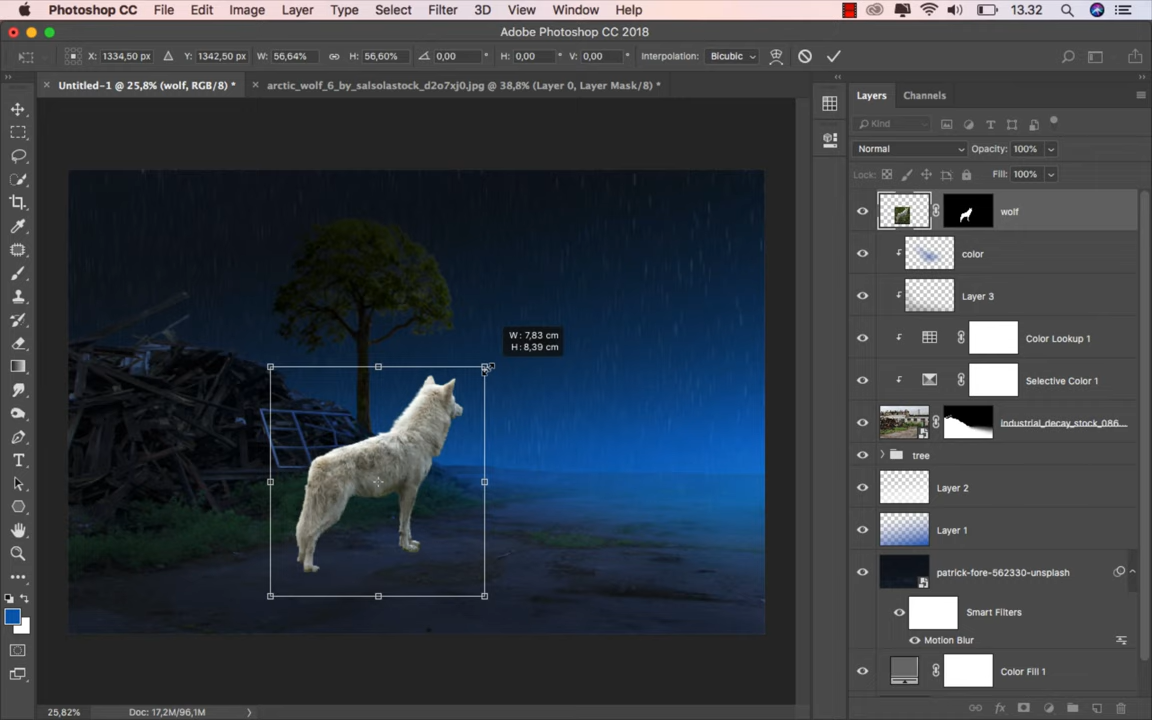 Photoshop CC File Edit Image Layer Type Select Filter 3D View Window Help 13.32
Adobe Photoshop CC 2018
X: 1334,50 px Y: 1342,50 px W: 56,64% H: 56,60% 0,00 H: 0,00 V: 0,00 Interpolation: Bicubic
Untitled-1 @ 25,8% (wolf, RGB/8) * arctic_wolf_6_by_salsolastock_d2o7xj0.jpg @ 38,8% (Layer 0, Layer Mask/8) *
Layers Channels
Kind
Normal Opacity: 100%
Lock: Fill: 100%
wolf
color
Layer 3
W: 7,83 cm
H: 8,39 cm
Color Lookup 1
Selective Color 1
Industrial_decay_stock_086...
tree
Layer 2
Layer 1
patrick-fore-562330-unsplash
Smart Filters
Motion Blur
Color Fill 1
25,82% Doc: 17,2M/96,1M